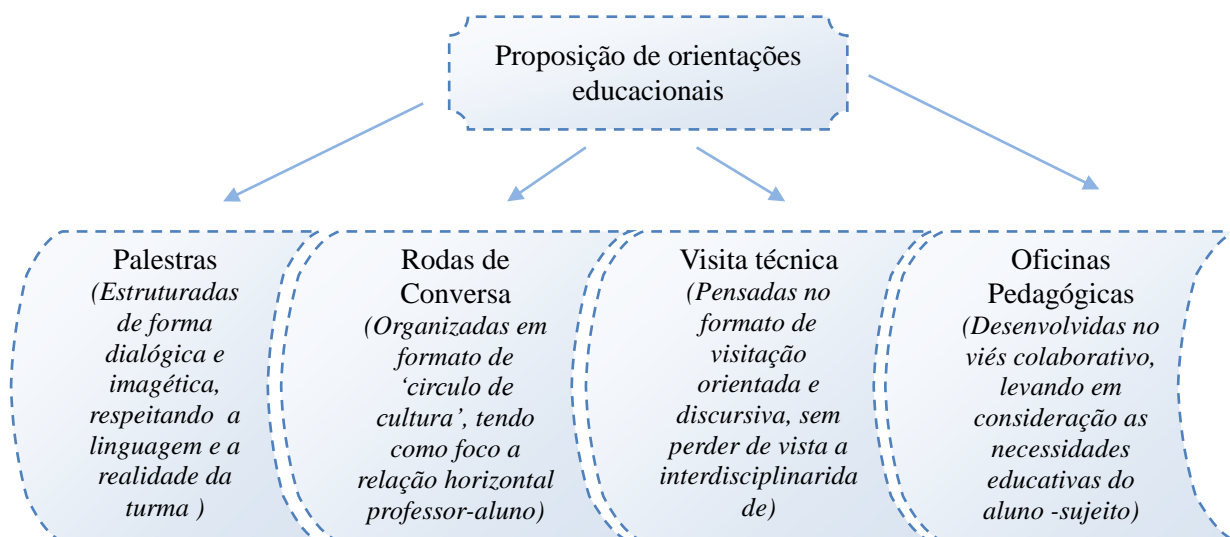 Proposição de orientações
educacionais
Palestras
(Estruturadas
de forma
dialógica e
imagética,
respeitando a
linguagem e a
realidade da
turma )
Rodas de
Conversa
(Organizadas em
formato de
‘circulo de
cultura’, tendo
como foco a
relação horizontal
professor-aluno)
Visita técnica
(Pensadas no
formato de
visitação
orientada e
discursiva, sem
perder de vista a
interdisciplinarida
de)
Oficinas
Pedagógicas
(Desenvolvidas no
viés colaborativo,
levando em
consideração as
necessidades
educativas do
aluno -sujeito)